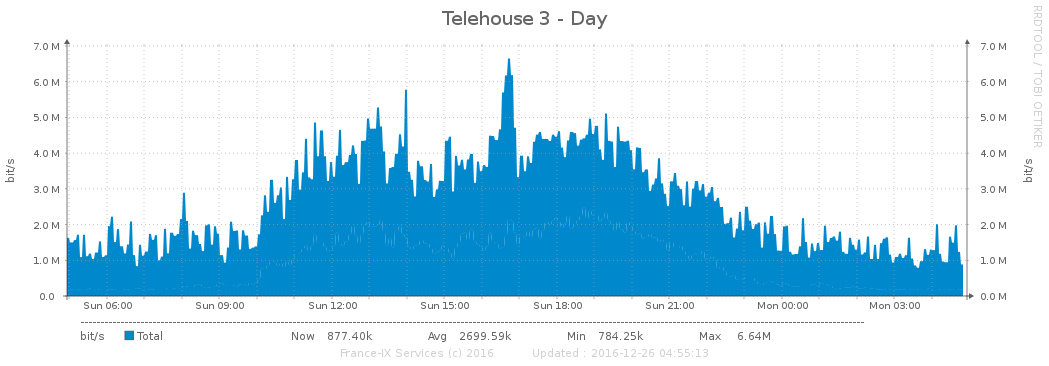 Telehouse 3 - Day
RRDTOOL / TOBI OETIKER
7.0 M 7.0 M
6.0 M 6.0 M
5.0 M 5.0 M
4.0 M 4.0 M
3.0 M 3.0 M
2.0 M 2.0 M
1.0 M 1.0 M
0.0 0.0 M
bit/s bit/s
Sun 06:00 Sun 09:00 Sun 12:00 Sun 15:00 Sun 18:00 Sun 21:00 Mon 00:00 Mon 03:00
bit/s Total Now 877.40k Avg 2699.59k Min 784.25k Max 6.64M
France-IX Services (c) 2016 Updated : 2016-12-26 04:55:13